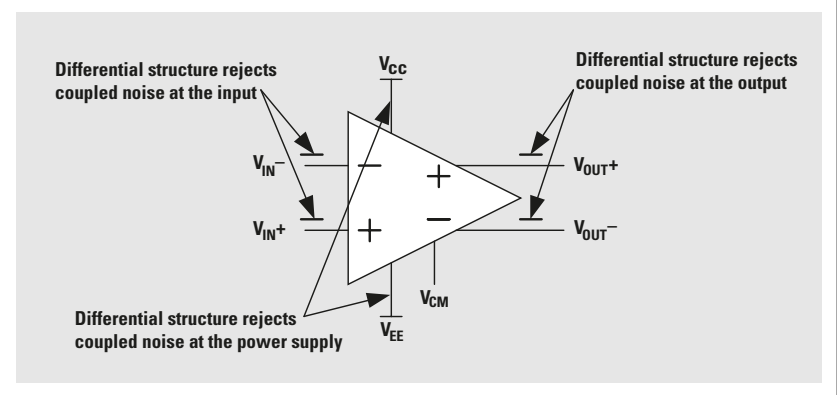 Differential structure rejects
coupled noise at the input
V_CC
Differential structure rejects
coupled noise at the output
V_IN–
V_OUT+
V_IN+
V_OUT–
V_CM
Differential structure rejects
coupled noise at the power supply
V_EE